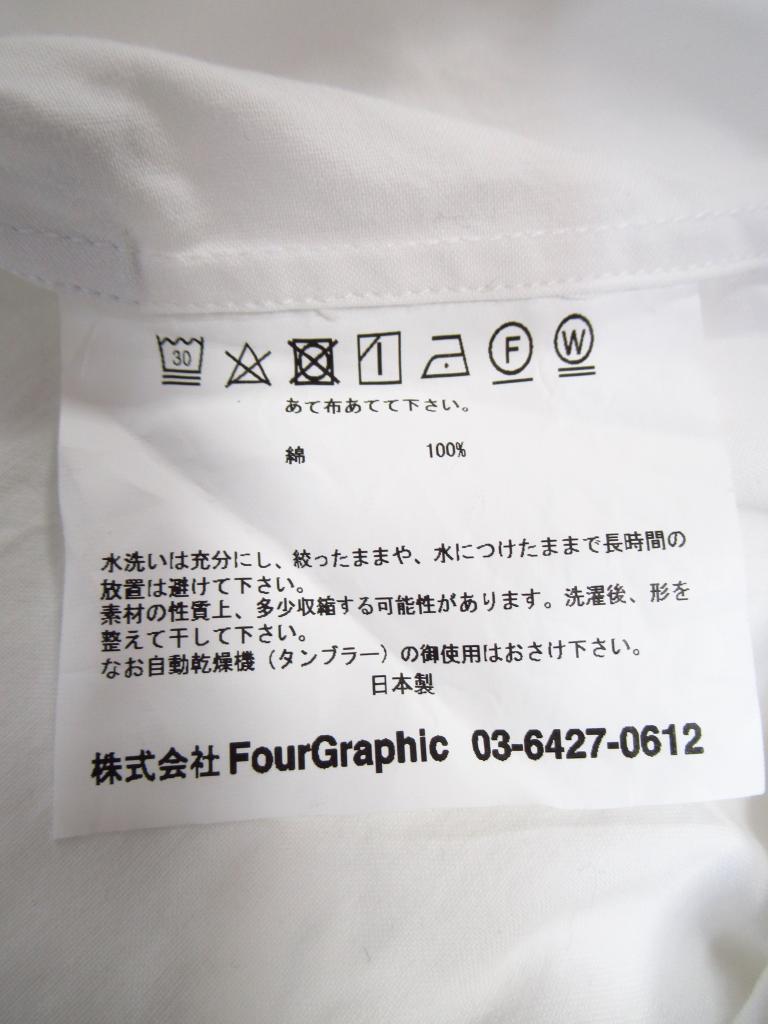 30 F W
あて布あてて下さい。
綿 100%
水洗いは充分にし、絞ったままや、水につけたままで長時間の
放置は避けて下さい。
素材の性質上、多少収縮する可能性があります。洗濯後、形を
整えて干して下さい。
なお自動乾燥機（タンブラー）の御使用はおさけ下さい。
日本製
株式会社 FourGraphic 03-6427-0612